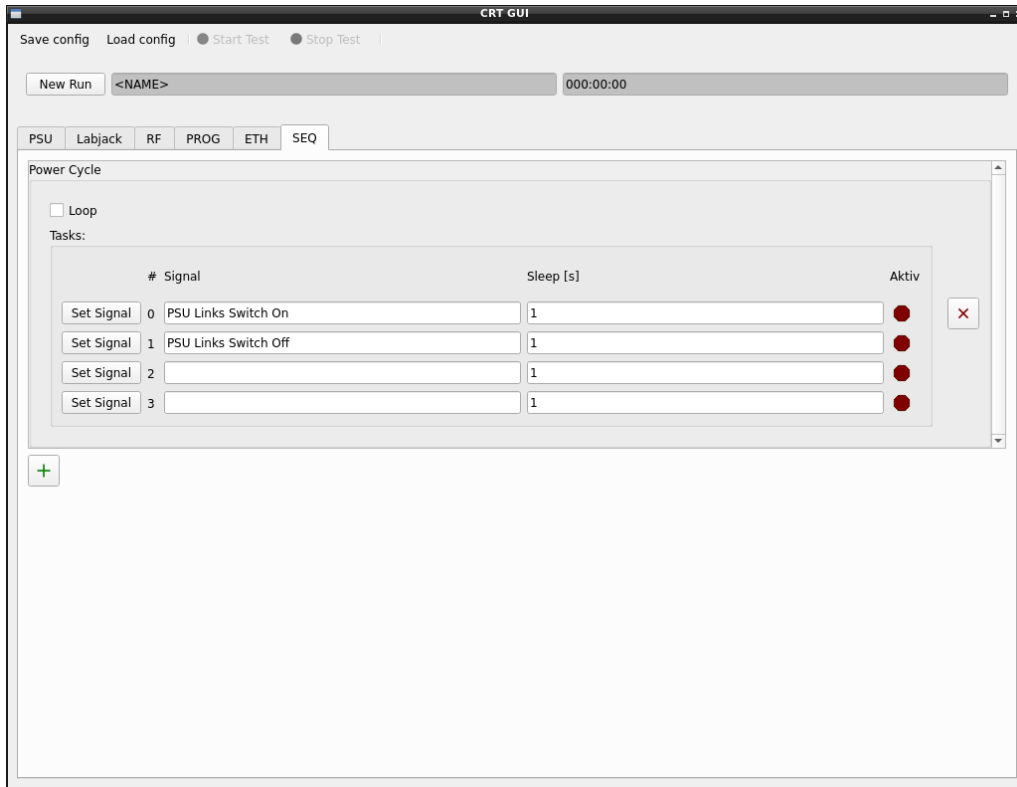 CRT GUI
Save config Load config Start Test Stop Test
New Run <NAME> 000:00:00
PSU Labjack RF PROG ETH SEQ
Power Cycle
Loop
Tasks:
# Signal Sleep [s] Aktiv
Set Signal 0 PSU Links Switch On 1
Set Signal 1 PSU Links Switch Off 1
Set Signal 2 1
Set Signal 3 1